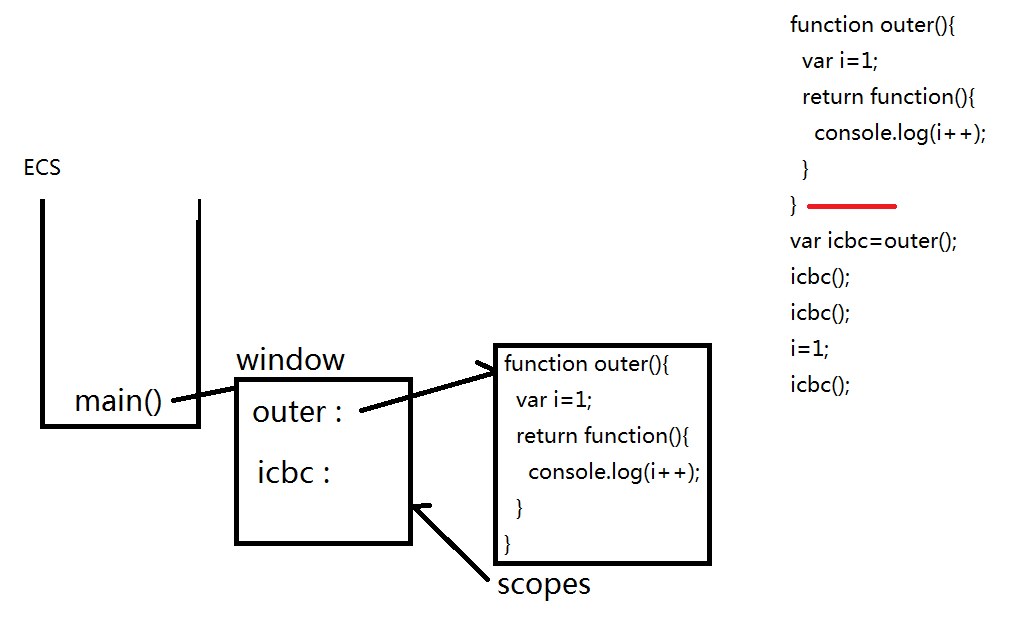 function outer(){
var i=1;
return function(){
console.log(i++);
}
}
var icbc=outer();
icbc();
icbc();
i=1;
icbc();
ECS
main()
window
outer :
icbc :
function outer(){
var i=1;
return function(){
console.log(i++);
}
}
scopes